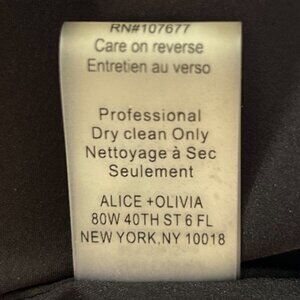 RN#107677
Care on reverse
Entretien au verso
Professional
Dry clean Only
Nettoyage à Sec
Seulement
ALICE +OLIVIA
80W 40TH ST 6 FL
NEW YORK,NY 10018